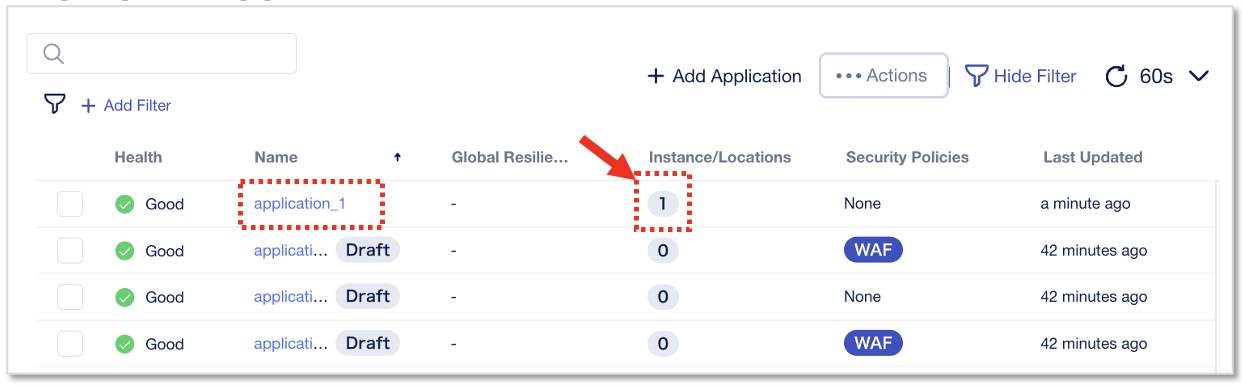 + Add Application
••• Actions
Hide Filter
60s
+ Add Filter
Health Name Global Resilie... Instance/Locations Security Policies Last Updated
Good application_1 - 1 None a minute ago
Good applicati... Draft - 0 WAF 42 minutes ago
Good applicati... Draft - 0 None 42 minutes ago
Good applicati... Draft - 0 WAF 42 minutes ago